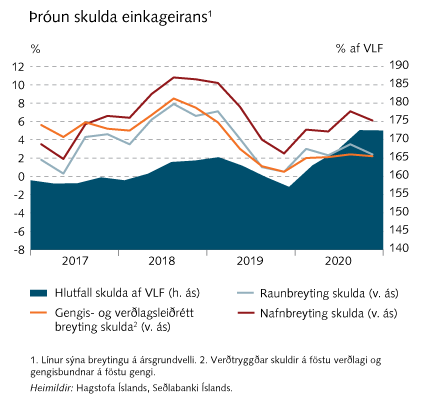 Þróun skulda einkageirans¹
% % af VLF
12 190
10 185
8 180
6 175
4 170
2 165
0 160
-2 155
-4 150
-6 145
-8 140
2017 2018 2019 2020
Hlutfall skulda af VLF (h. ás)
Gengis- og verðlagsleiðrétt
breyting skulda² (v. ás)
Raunbreyting skulda (v. ás)
Nafnbreyting skulda (v. ás)
1. Línur sýna breytingu á ársgrundvelli. 2. Verðtryggðar skuldir á föstu verðlagi og
gengisbundnar á föstu gengi.
Heimildir: Hagstofa Íslands, Seðlabanki Íslands.